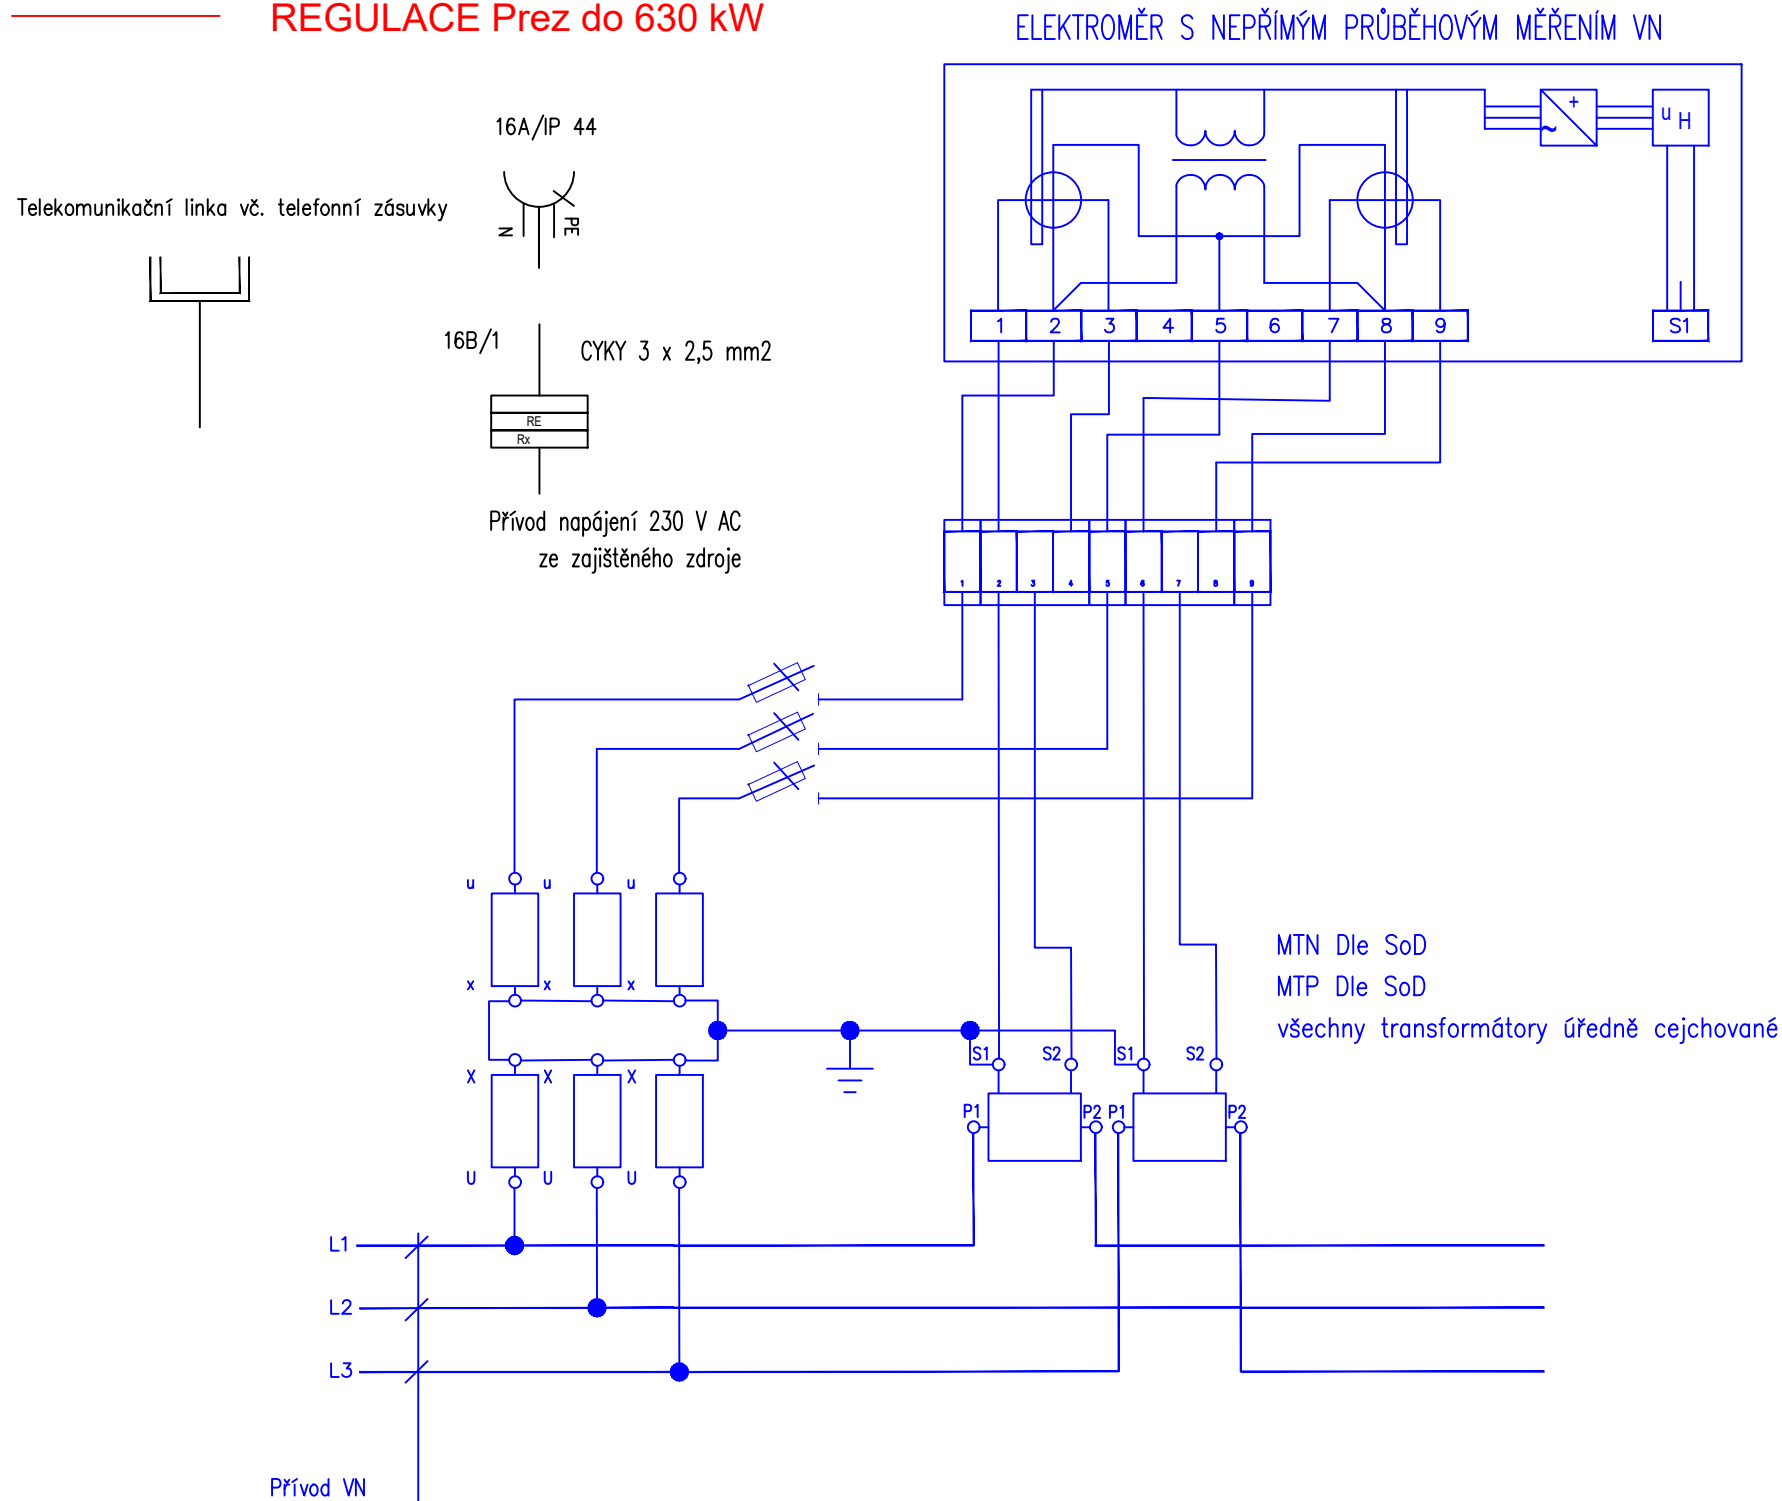 REGULACE Prez do 630 kW
ELEKTROMĚR S NEPŘÍMÝM PRŮBĚHOVÝM MĚŘENÍM VN
16A/IP 44
Telekomunikační linka vč. telefonní zásuvky
N PE
+
~
u H
1 2 3 4 5 6 7 8 9 S1
16B/1
CYKY 3 x 2,5 mm2
RE
Rx
Přívod napájení 230 V AC
ze zajištěného zdroje
1 2 3 4 5 6 7 8 9
u u u
MTN Dle SoD
x x x
MTP Dle SoD
všechny transformátory úředně cejchované
S1 S2 S1 S2
X X X
P1 P2 P1 P2
U U U
L1
L2
L3
Přívod VN